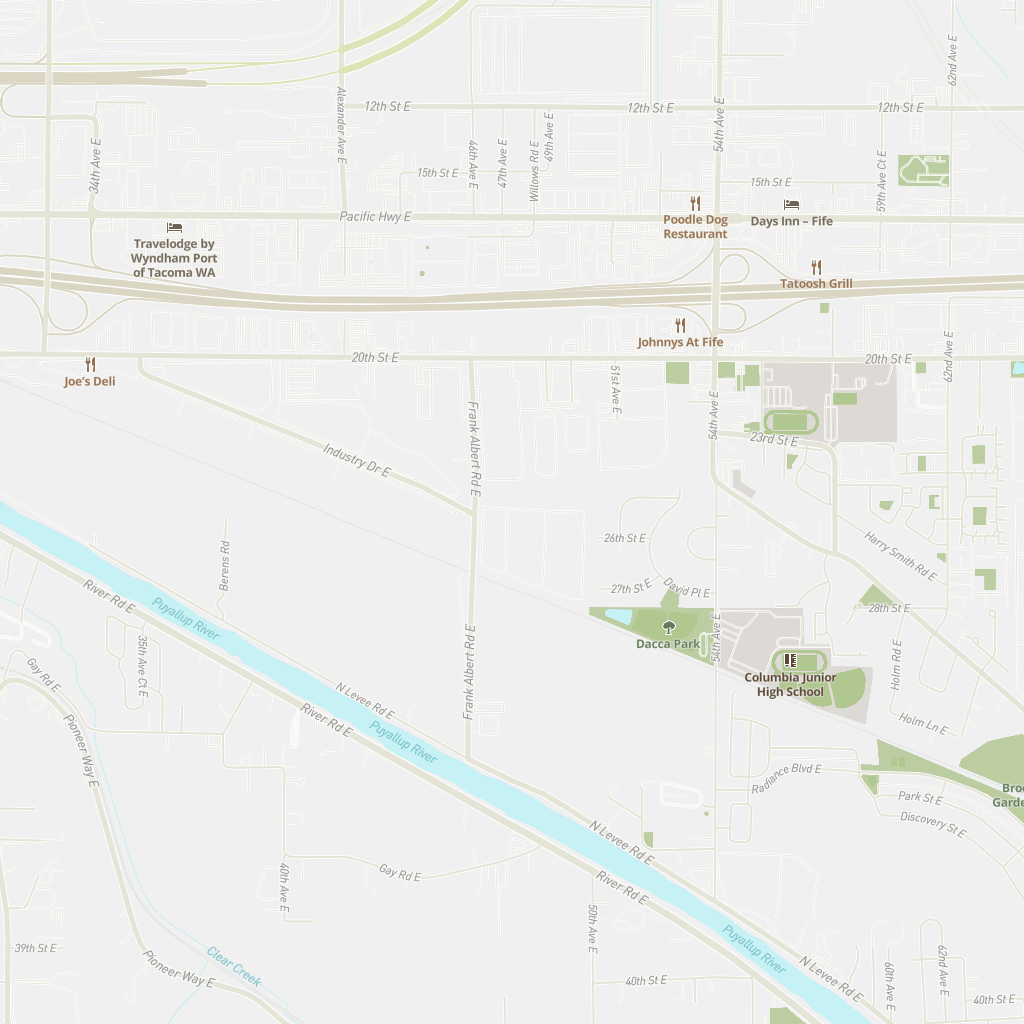 62nd Ave E
12th St E
12th St E
12th St E
Alexander Ave E
54th Ave E
49th Ave E
46th Ave E
47th Ave E
Willows Rd E
34th Ave E
15th St E
15th St E
59th Ave Ct E
Pacific Hwy E
Poodle Dog
Restaurant
Days Inn – Fife
Travelodge by
Wyndham Port
of Tacoma WA
Tatoosh Grill
Johnnys At Fife
20th St E
20th St E
62nd Ave E
Joe's Deli
51st Ave E
54th Ave E
Frank Albert Rd E
23rd St E
Industry Dr E
26th St E
Harry Smith Rd E
Berens Rd
27th St E
David Pl E
28th St E
River Rd E
Puyallup River
Dacca Park
54th Ave E
35th Ave Ct E
Frank Albert Rd E
Holm Rd E
Gay Rd E
Columbia Junior
High School
N Levee Rd E
River Rd E
Holm Ln E
Pioneer Way E
Puyallup River
Radiance Blvd E
Park St E
Discovery St E
N Levee Rd E
Gay Rd E
40th Ave E
River Rd E
50th Ave E
39th St E
Clear Creek
Pioneer Way E
Puyallup River
N Levee Rd E
40th St E
60th Ave E
62nd Ave E
40th St E